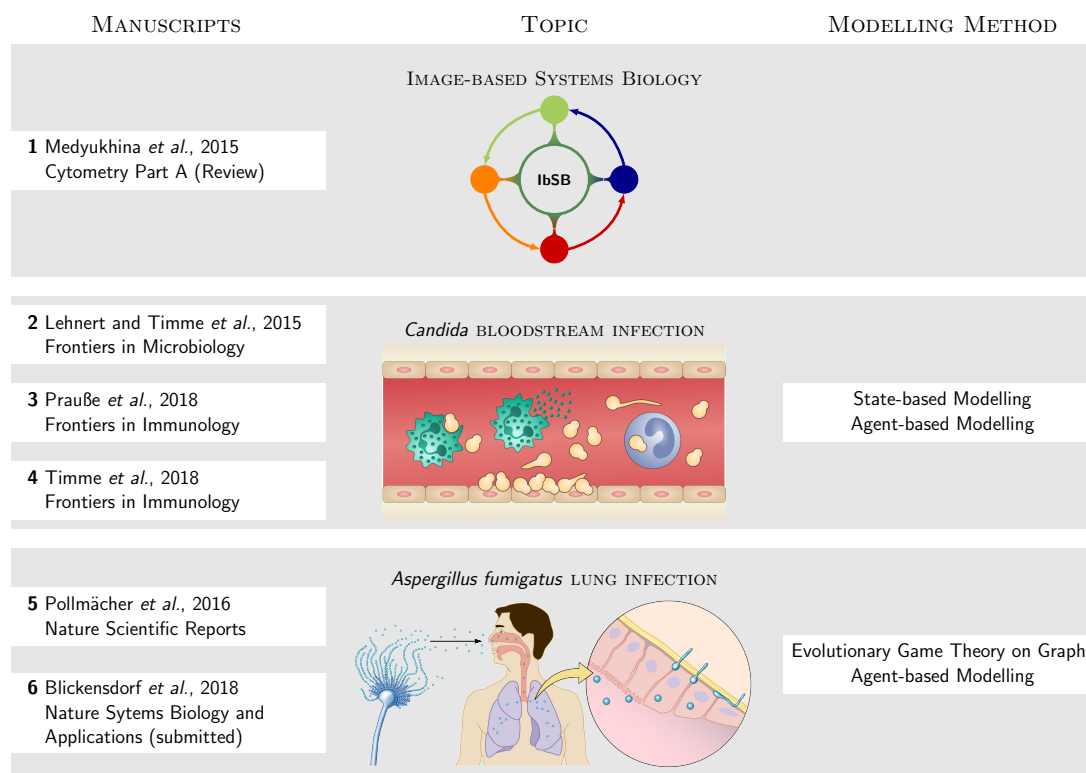 MANUSCRIPTS
TOPIC
MODELLING METHOD
IMAGE-BASED SYSTEMS BIOLOGY
1 Medyukhina et al., 2015
Cytometry Part A (Review)
IbSB
2 Lehnert and Timme et al., 2015
Frontiers in Microbiology
3 Prauße et al., 2018
Frontiers in Immunology
4 Timme et al., 2018
Frontiers in Immunology
Candida BLOODSTREAM INFECTION
State-based Modelling
Agent-based Modelling
5 Pollmächer et al., 2016
Nature Scientific Reports
6 Blickensdorf et al., 2018
Nature Sytems Biology and
Applications (submitted)
Aspergillus fumigatus LUNG INFECTION
Evolutionary Game Theory on Graph
Agent-based Modelling